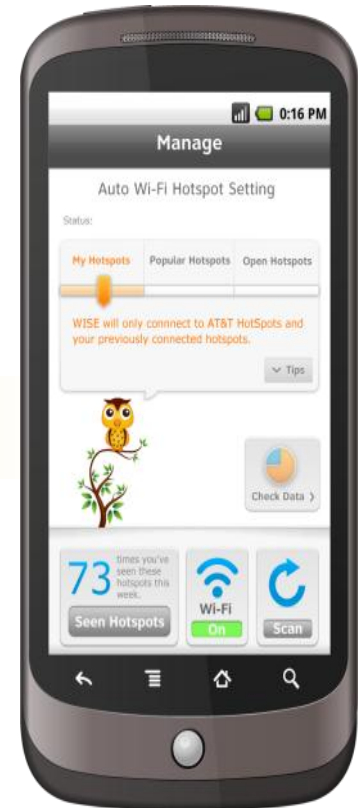 0:16 PM
Manage
Auto Wi-Fi Hotspot Setting
Status:
My Hotspots Popular Hotspots Open Hotspots
WISE will only connnect to AT&T HotSpots and
your previously connected hotspots.
Tips
Check Data
73
times you've
seen these
hotspots this
week.
Seen Hotspots
Wi-Fi
On
Scan